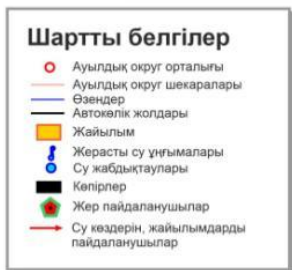 Шартты белгілер
Ауылдық округ орталығы
Ауылдық округ шекаралары
Өзендер
Автокөлік жолдары
Жайылым
Жерасты су ұңғымалары
Су жабдықтаулары
Көпірлер
Жер пайдаланушылар
Су көздерін, жайылымдарды
пайдаланушылар